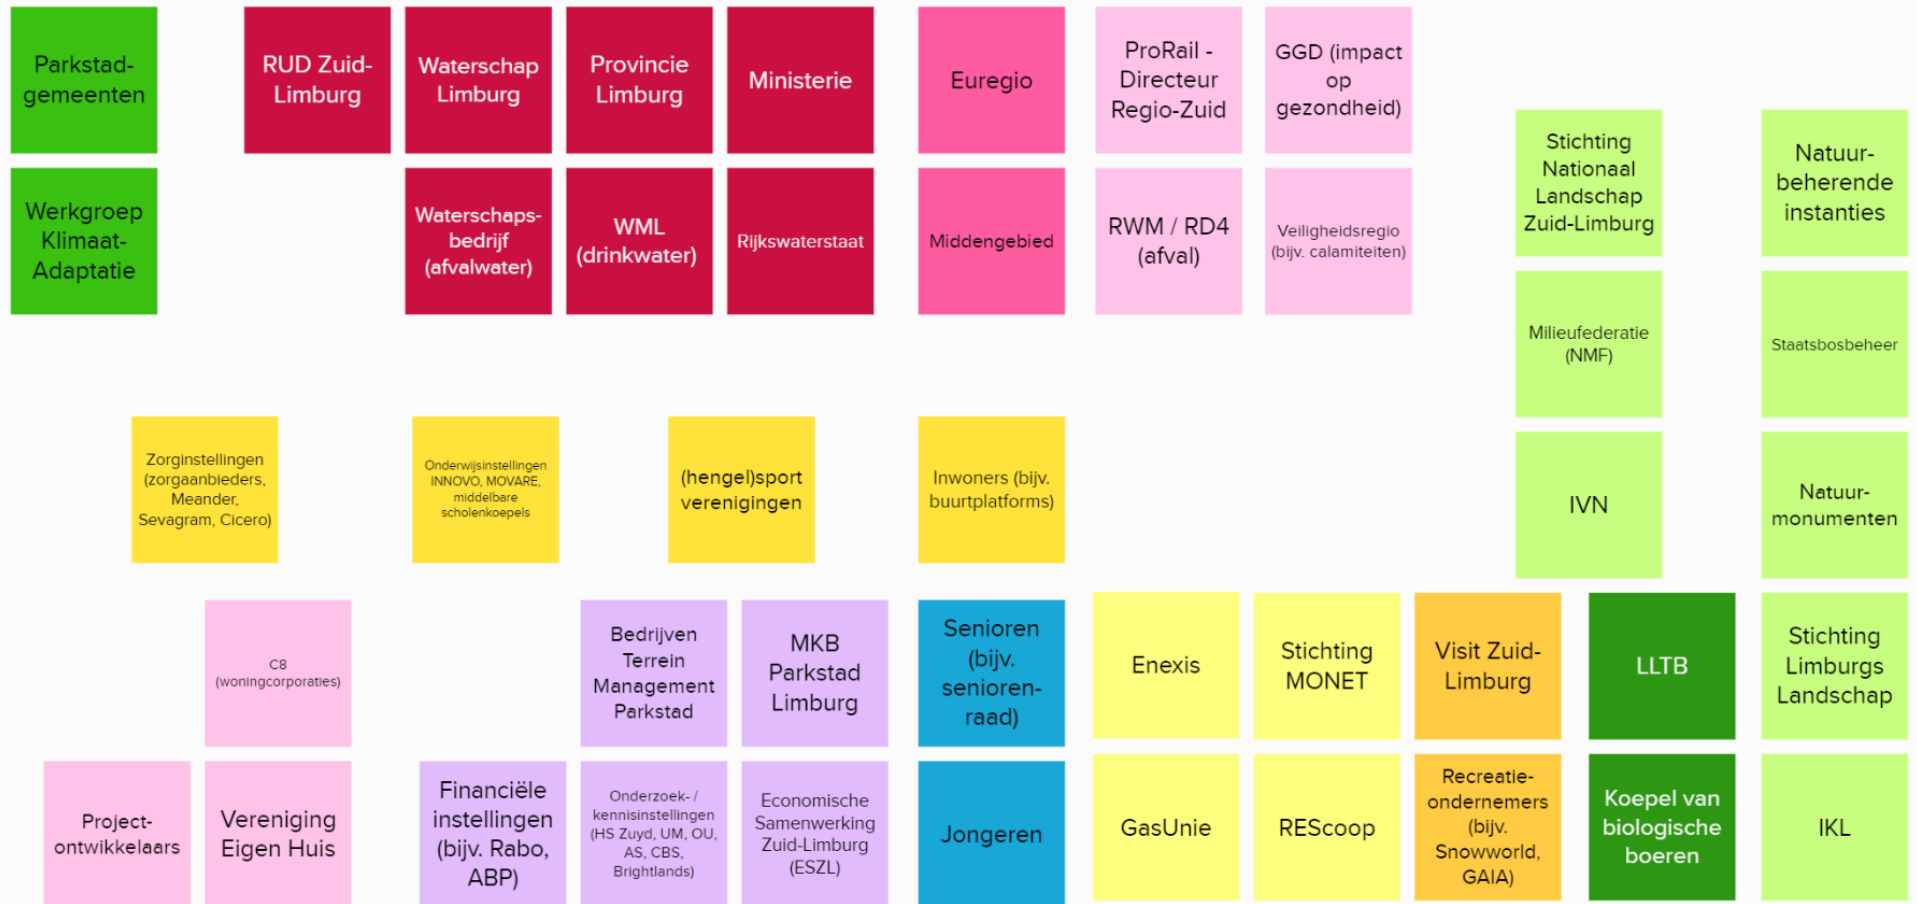 Parkstad-
gemeenten
RUD Zuid-
Limburg
Waterschap
Limburg
Provincie
Limburg
Ministerie
Euregio
ProRail -
Directeur
Regio-Zuid
GGD (impact
op
gezondheid)
Werkgroep
Klimaat-
Adaptatie
Waterschaps-
bedrijf
(afvalwater)
WML
(drinkwater)
Rijkswaterstaat
Middengebied
RWM / RD4
(afval)
Veiligheidsregio
(bijv. calamiteiten)
Stichting
Nationaal
Landschap
Zuid-Limburg
Natuur-
beherende
instanties
Milieufederatie
(NMF)
Staatsbosbeheer
Zorginstellingen
(zorgaanbieders,
Meander,
Sevagram, Cicero)
Onderwijsinstellingen
INNOVO, MOVARE,
middelbare
scholenkoepels
(hengel)sport
verenigingen
Inwoners (bijv.
buurtplatforms)
IVN
Natuur-
monumenten
C8
(woningcorporaties)
Bedrijven
Terrein
Management
Parkstad
MKB
Parkstad
Limburg
Senioren
(bijv.
senioren-
raad)
Enexis
Stichting
MONET
Visit Zuid-
Limburg
LLTB
Stichting
Limburgs
Landschap
Project-
ontwikkelaars
Vereniging
Eigen Huis
Financiële
instellingen
(bijv. Rabo,
ABP)
Onderzoek- /
kennisinstellingen
(HS Zuyd, UM, OU,
AS, CBS,
Brightlands)
Economische
Samenwerking
Zuid-Limburg
(ESZL)
Jongeren
GasUnie
REScoop
Recreatie-
ondernemers
(bijv.
Snowworld,
GAIA)
Koepel van
biologische
boeren
IKL